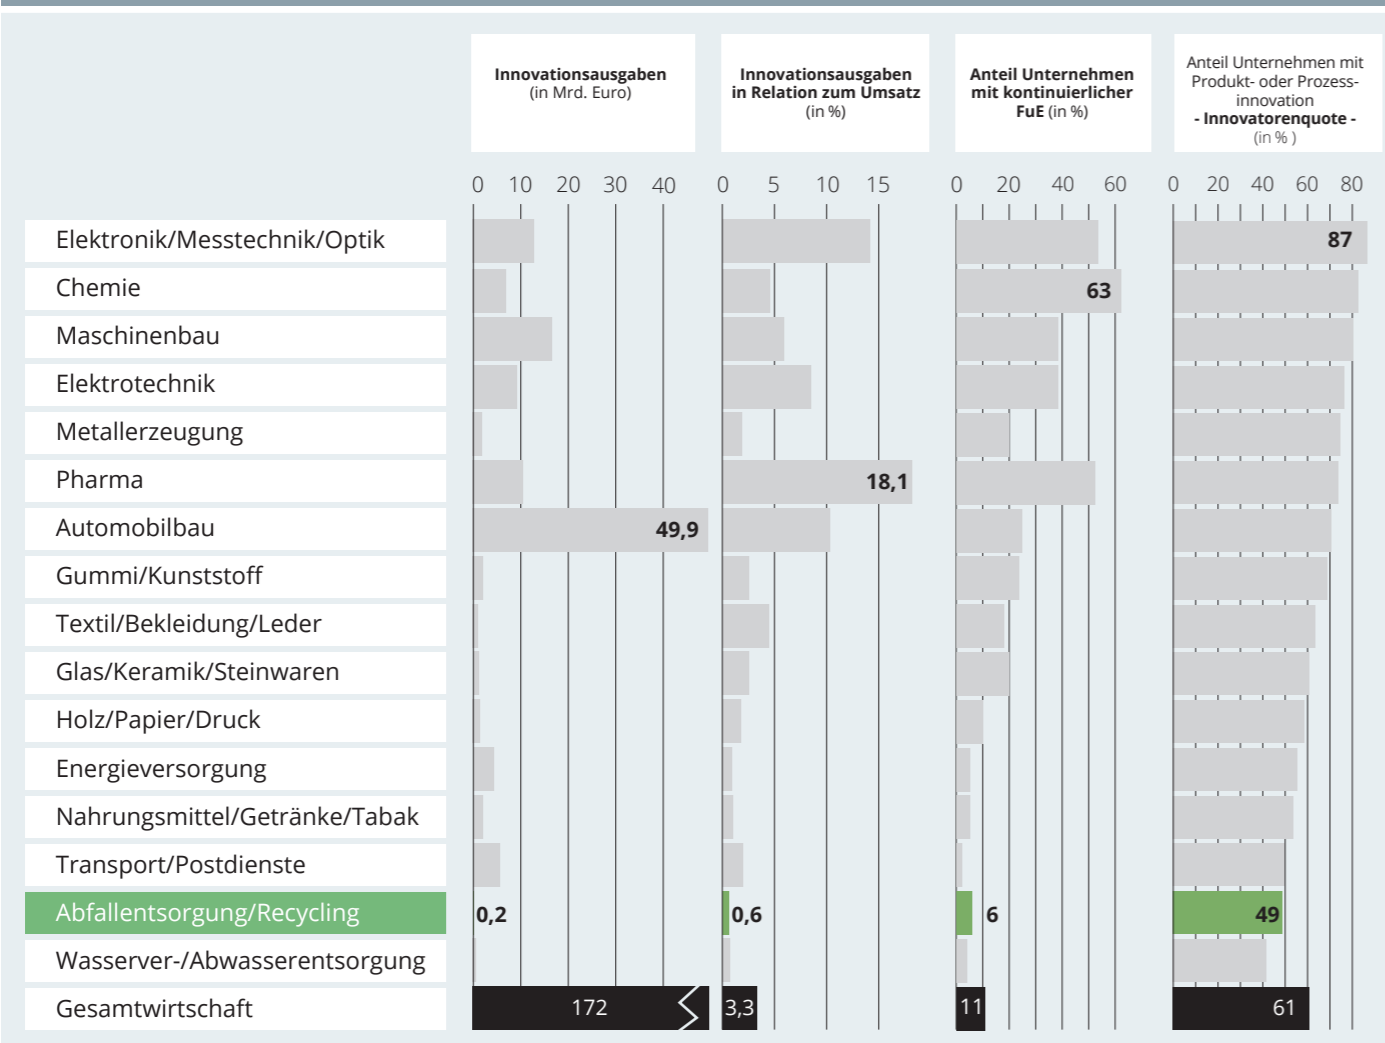 Innovationsausgaben
(in Mrd. Euro)
Innovationsausgaben
in Relation zum Umsatz
(in %)
Anteil Unternehmen
mit kontinuierlicher
FuE (in %)
Anteil Unternehmen mit
Produkt- oder Prozess-
innovation
- Innovatorenquote -
(in % )
0 10 20 30 40
0 5 10 15
0 20 40 60
0 20 40 60 80
Elektronik/Messtechnik/Optik 87
Chemie 63
Maschinenbau
Elektrotechnik
Metallerzeugung
Pharma 18,1
Automobilbau 49,9
Gummi/Kunststoff
Textil/Bekleidung/Leder
Glas/Keramik/Steinwaren
Holz/Papier/Druck
Energieversorgung
Nahrungsmittel/Getränke/Tabak
Transport/Postdienste
Abfallentsorgung/Recycling 0,2 0,6 6 49
Wasserver-/Abwasserentsorgung
Gesamtwirtschaft 172 3,3 11 61